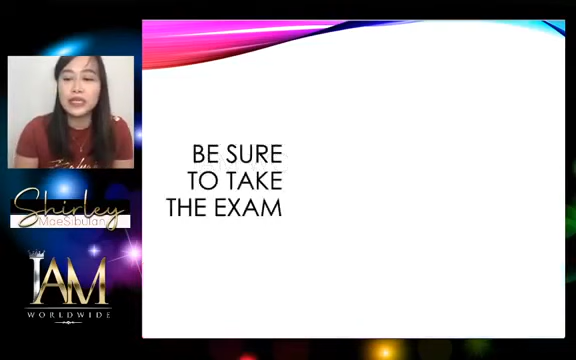 BE SURE
TO TAKE
THE EXAM
Shirley
MaeSibulan
IAM
WORLDWIDE